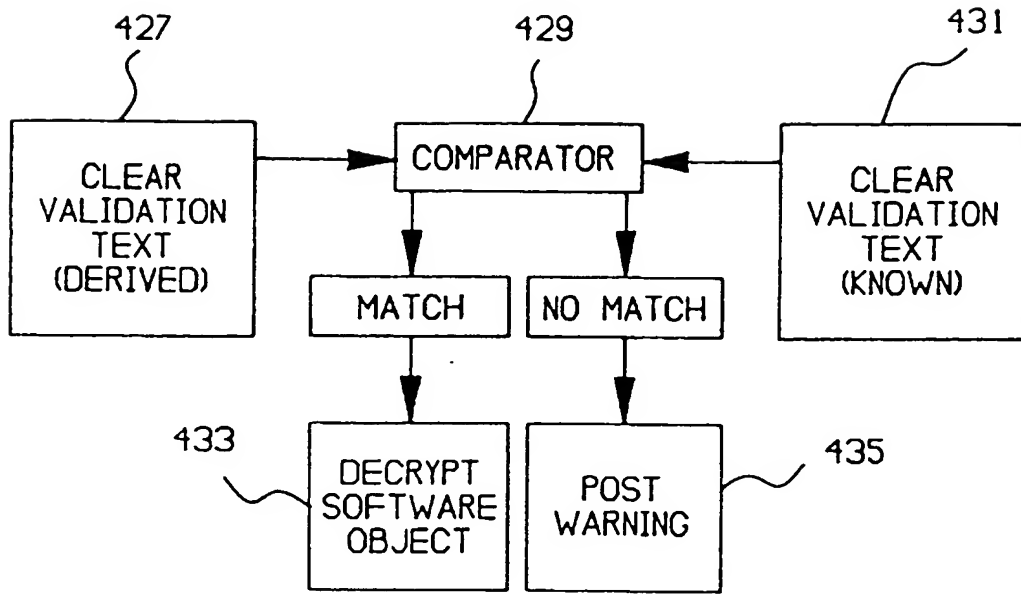 427
429
431
CLEAR
VALIDATION
TEXT
(DERIVED)
COMPARATOR
CLEAR
VALIDATION
TEXT
(KNOWN)
MATCH
NO MATCH
433
DECRYPT
SOFTWARE
OBJECT
POST
WARNING
435